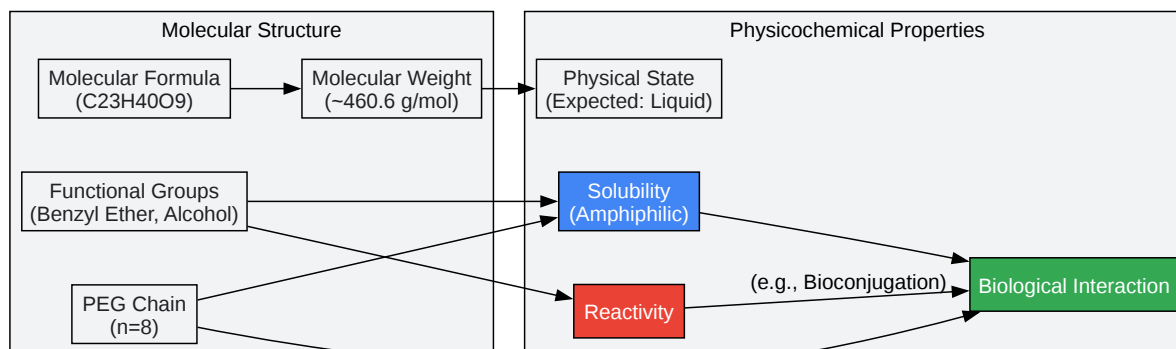 Molecular Structure
Physicochemical Properties
Molecular Formula
(C23H40O9)
Molecular Weight
(~460.6 g/mol)
Physical State
(Expected: Liquid)
Functional Groups
(Benzyl Ether, Alcohol)
Solubility
(Amphiphilic)
PEG Chain
(n=8)
Reactivity
(e.g., Bioconjugation)
Biological Interaction